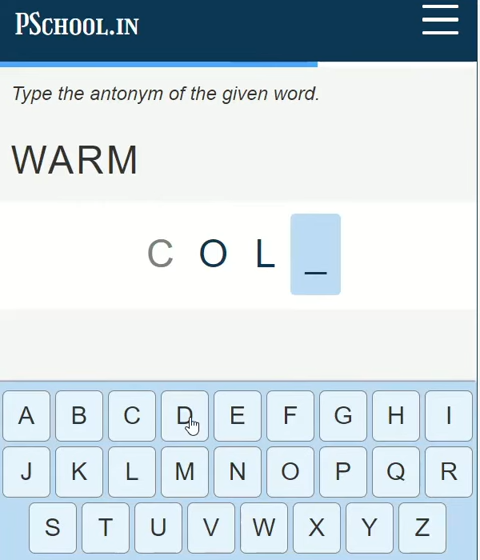 PSCHOOL.IN
Type the antonym of the given word.
WARM
C O L _
A B C D E F G H I
J K L M N O P Q R
S T U V W X Y Z